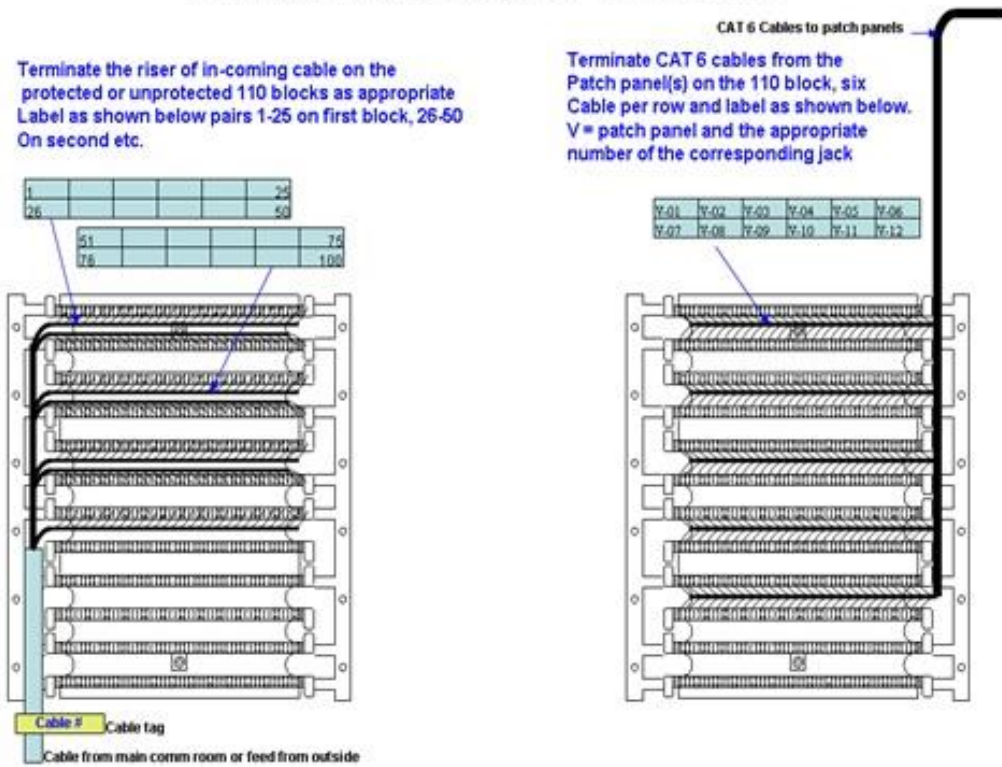 CAT 6 Cables to patch panels
Terminate the riser of in-coming cable on the
protected or unprotected 110 blocks as appropriate
Label as shown below pairs 1-25 on first block, 26-50
On second etc.
Terminate CAT 6 cables from the
Patch panel(s) on the 110 block, six
Cable per row and label as shown below.
V = patch panel and the appropriate
number of the corresponding jack
1 25
26 50
51 75
76 100
V-01 V-02 V-03 V-04 V-05 V-06
V-07 V-08 V-09 V-10 V-11 V-12
Cable #
Cable tag
Cable from main comm room or feed from outside